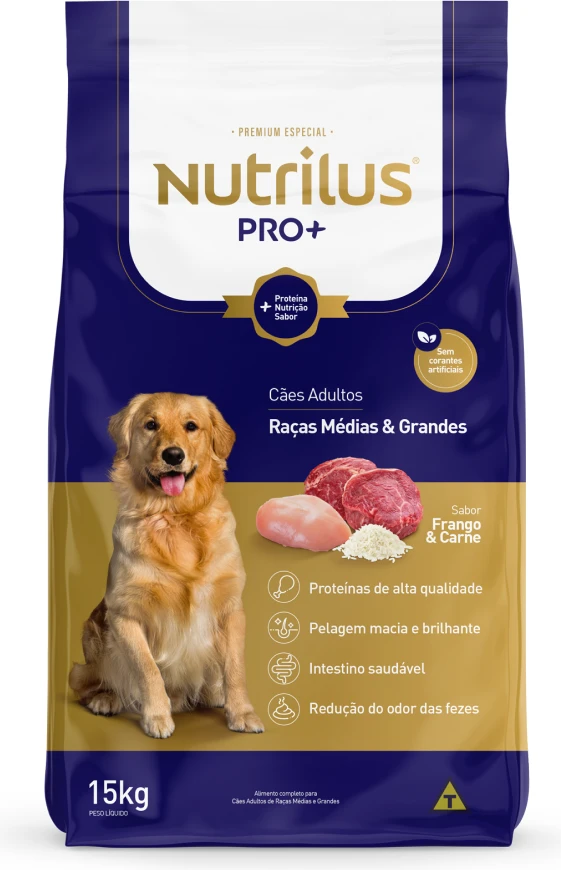 • PREMIUM ESPECIAL •
Nutrilus®
PRO+
+ Proteína
Nutrição
Sabor
Sem
corantes
artificiais
Cães Adultos
Raças Médias & Grandes
Sabor
Frango
& Carne
Proteínas de alta qualidade
Pelagem macia e brilhante
Intestino saudável
Redução do odor das fezes
15kg
PESO LÍQUIDO
Alimento completo para
Cães Adultos de Raças Médias e Grandes
T